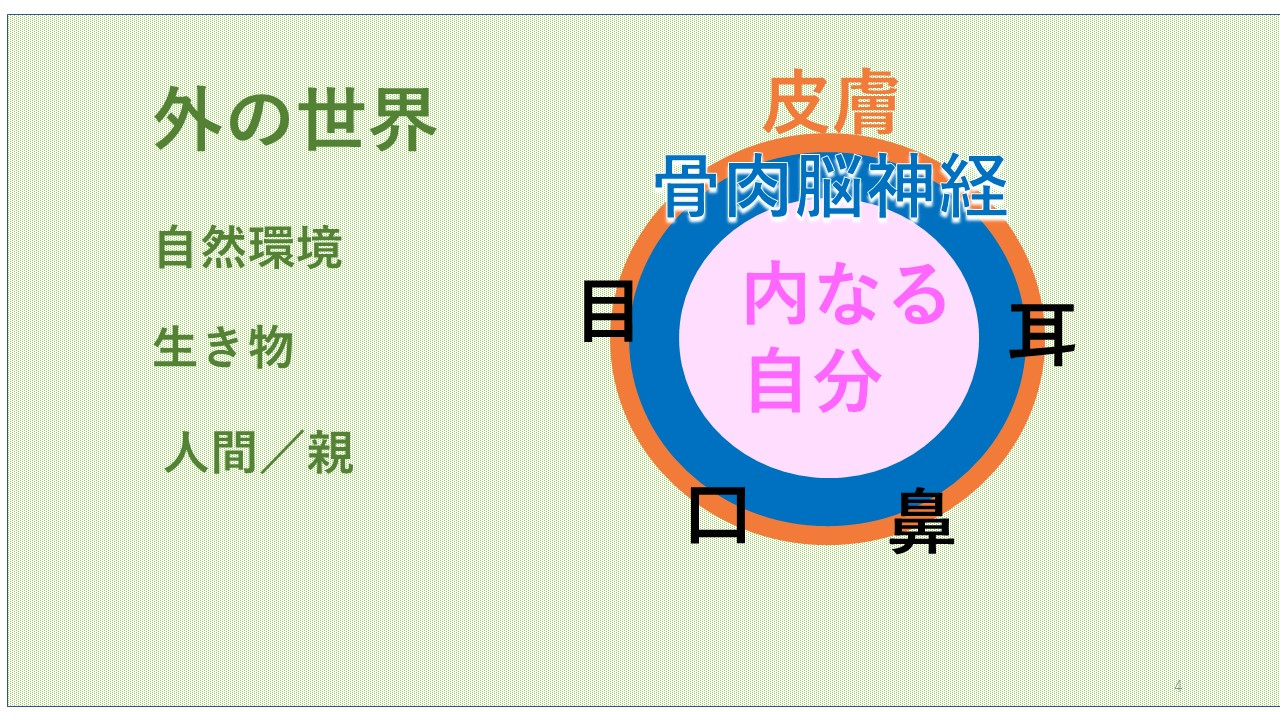 外の世界
自然環境
生き物
人間／親
皮膚
骨肉脳神経
内なる
自分
目
耳
口
鼻
4